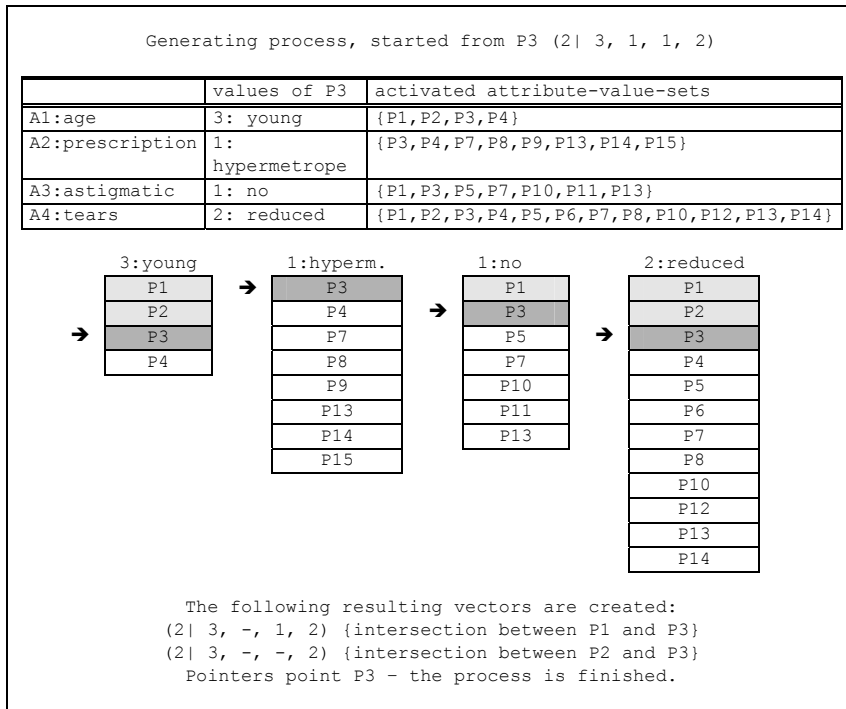 Generating process, started from P3 (2| 3, 1, 1, 2)
values of P3 activated attribute-value-sets
A1:age 3: young {P1,P2,P3,P4}
A2:prescription 1: {P3,P4,P7,P8,P9,P13,P14,P15}
hypermetrope
A3:astigmatic 1: no {P1,P3,P5,P7,P10,P11,P13}
A4:tears 2: reduced {P1,P2,P3,P4,P5,P6,P7,P8,P10,P12,P13,P14}
3:young 1:hyperm. 1:no 2:reduced
P1 ➔ P3 P1 P1
P2 P4 ➔ P3 P2
➔ P3 P7 P5 ➔ P3
P4 P8 P7 P4
P9 P10 P5
P13 P11 P6
P14 P13 P7
P15 P8
P10
P12
P13
P14
The following resulting vectors are created:
(2| 3, -, 1, 2) {intersection between P1 and P3}
(2| 3, -, -, 2) {intersection between P2 and P3}
Pointers point P3 – the process is finished.